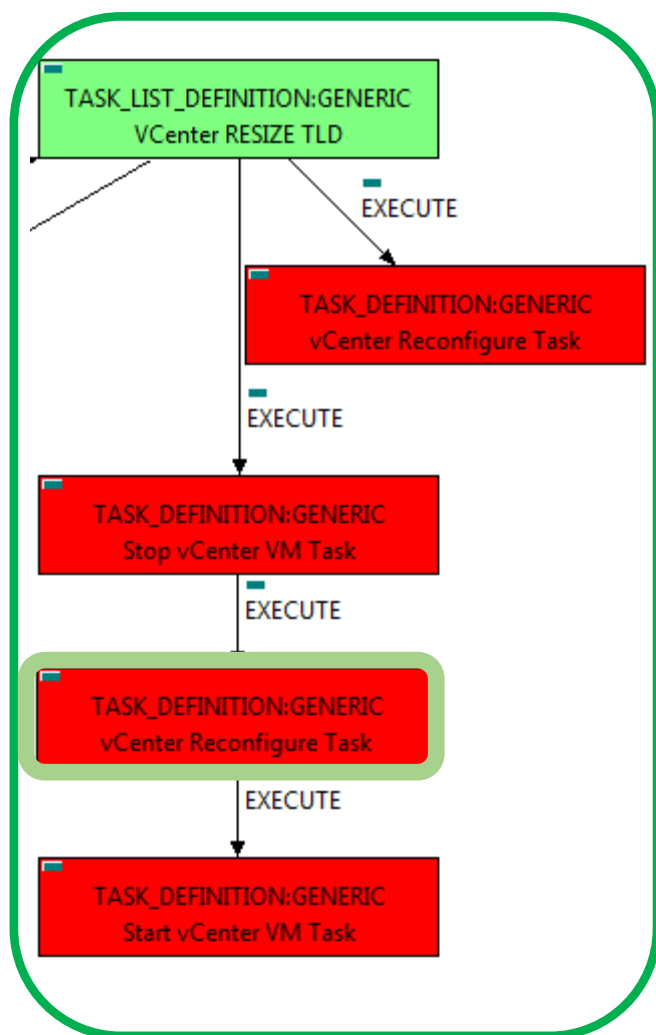 TASK_LIST_DEFINITION:GENERIC
VCenter RESIZE TLD
EXECUTE
TASK_DEFINITION:GENERIC
vCenter Reconfigure Task
EXECUTE
TASK_DEFINITION:GENERIC
Stop vCenter VM Task
EXECUTE
TASK_DEFINITION:GENERIC
vCenter Reconfigure Task
EXECUTE
TASK_DEFINITION:GENERIC
Start vCenter VM Task